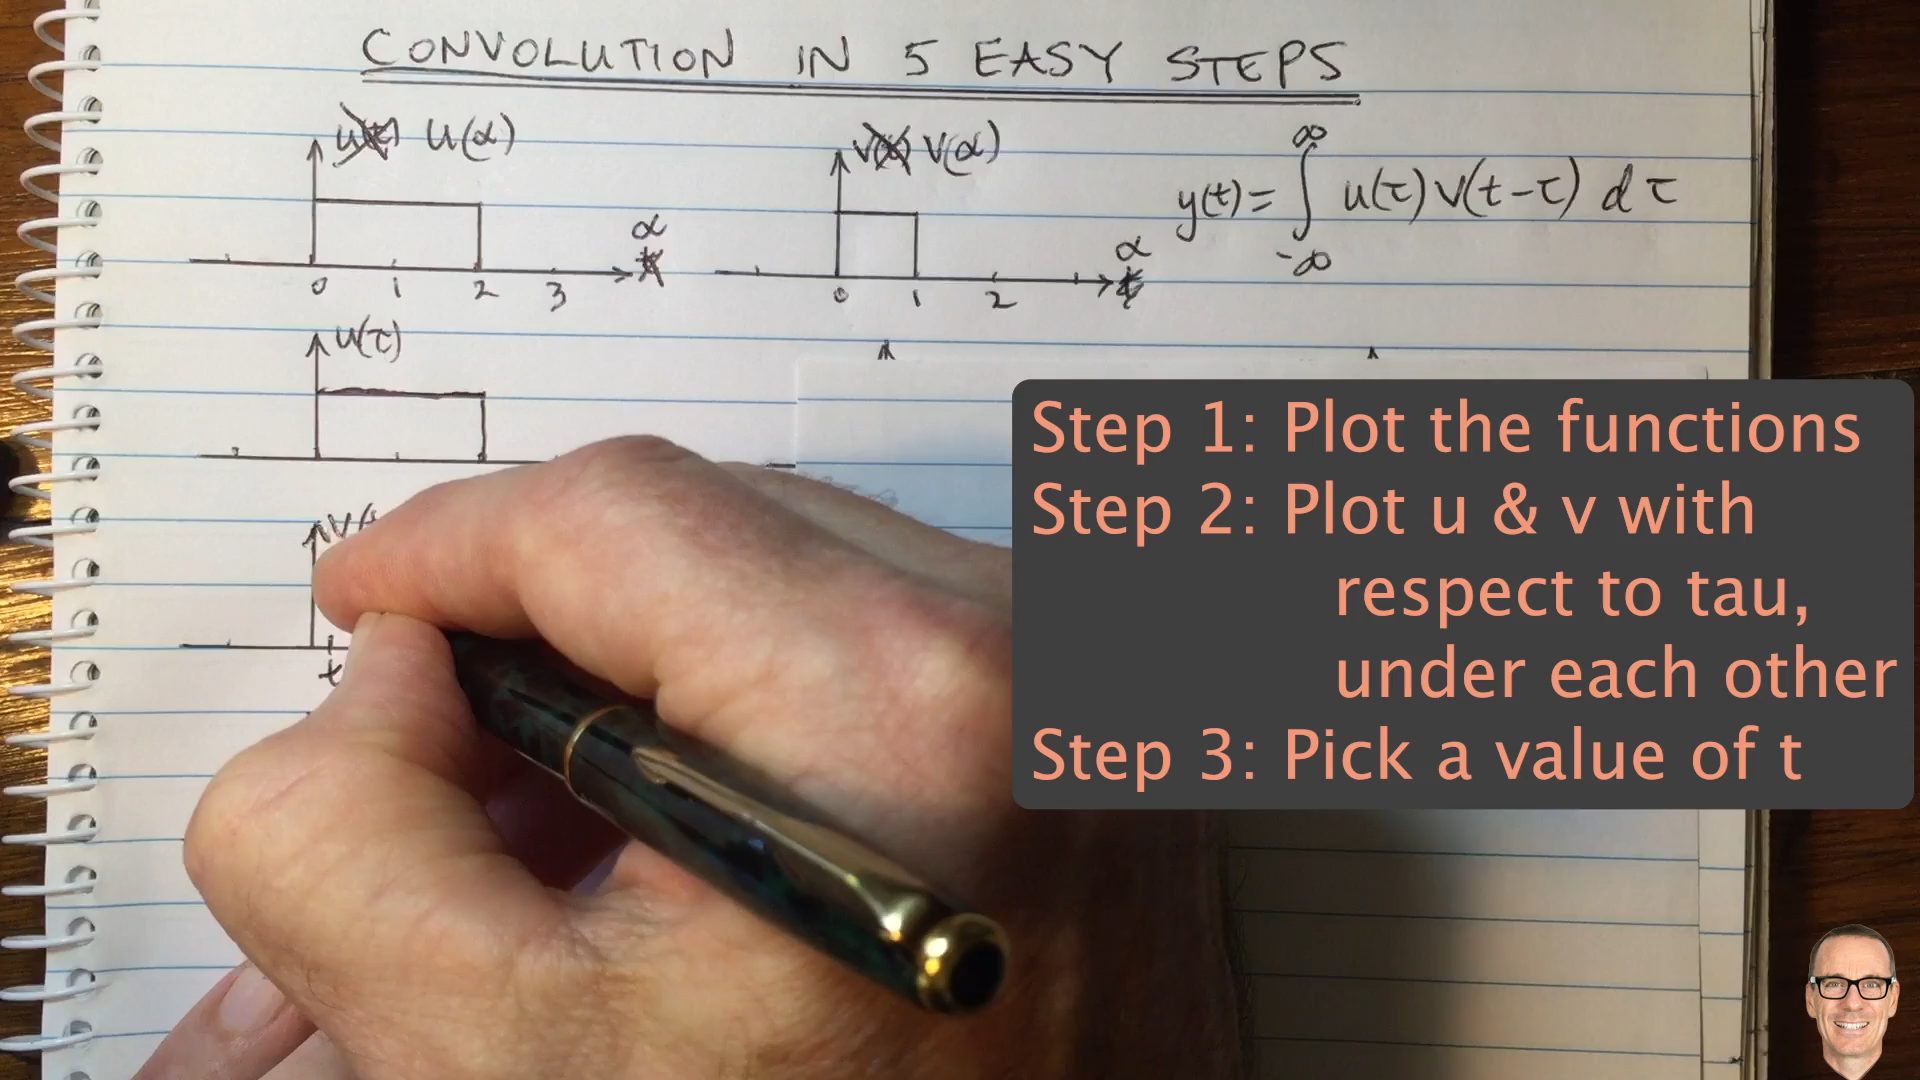 CONVOLUTION IN 5 EASY STEPS
u(α)
v(α)
y(t) = ∫ u(τ) v(t-τ) dτ
∞
-∞
α
α
0 1 2 3
0 1 2
u(τ)
t
Step 1: Plot the functions
Step 2: Plot u & v with
respect to tau,
under each other
Step 3: Pick a value of t